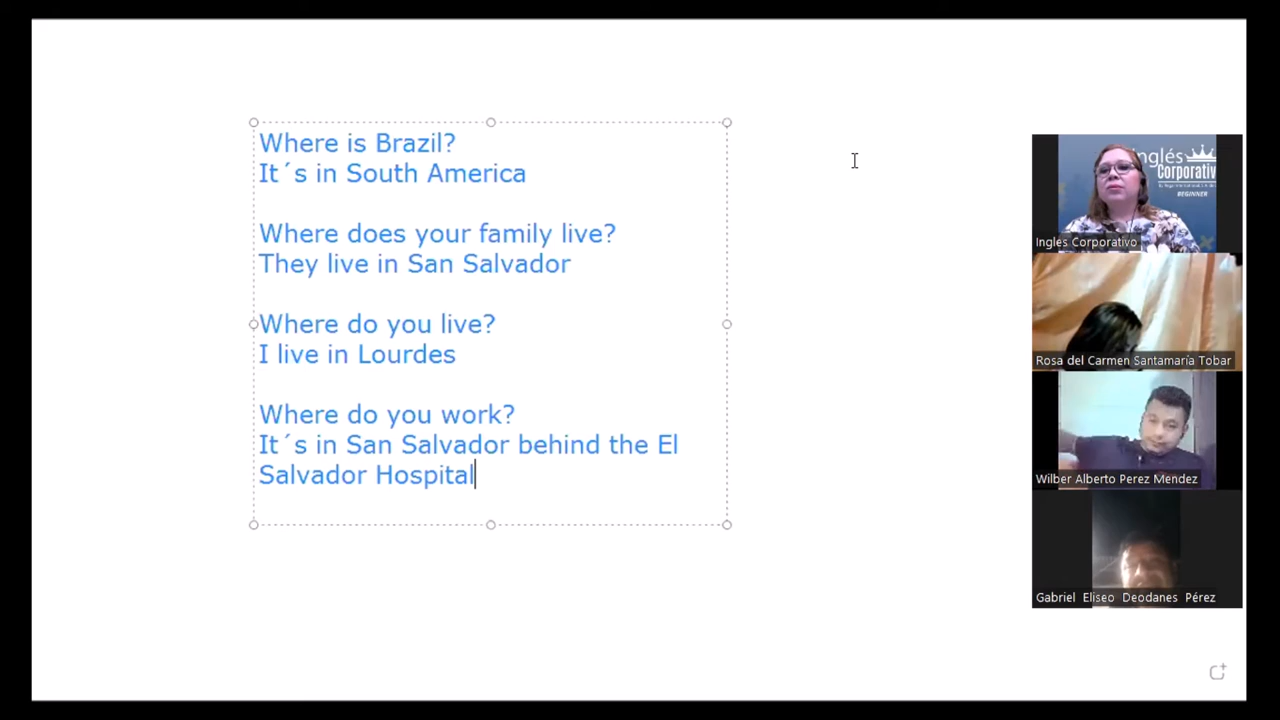 Where is Brazil?
It´s in South America
Where does your family live?
They live in San Salvador
Where do you live?
I live in Lourdes
Where do you work?
It´s in San Salvador behind the El
Salvador Hospital
Inglés
Corporativo
BEGINNER
Ingles Corporativo
Rosa del Carmen Santamaría Tobar
Wilber Alberto Perez Mendez
Gabriel Eliseo Deodanes Pérez